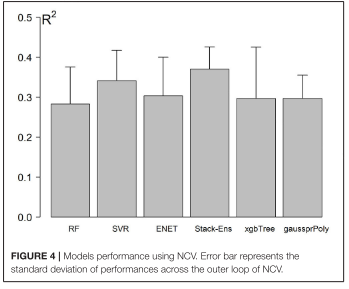 0.5
R²
0.4
0.3
0.2
0.1
0.0
RF SVR ENET Stack-Ens xgbTree gaussprPoly
FIGURE 4 | Models performance using NCV. Error bar represents the
standard deviation of performances across the outer loop of NCV.